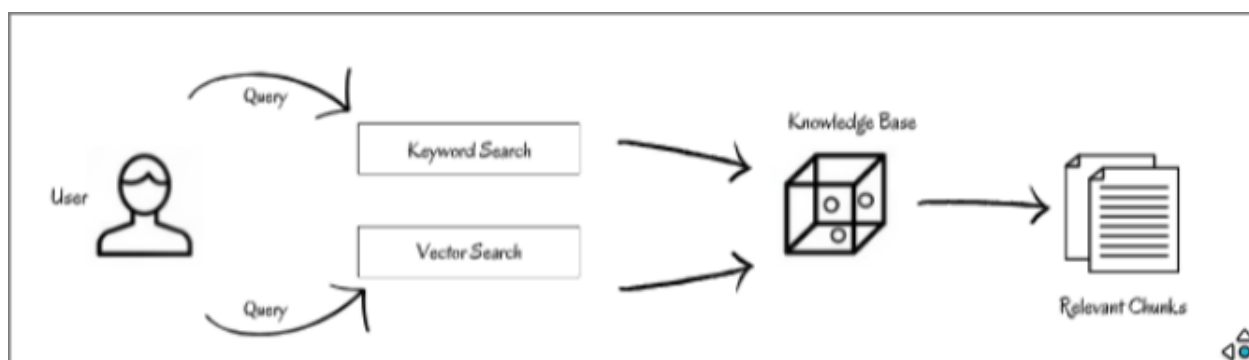 Query
Keyword Search
Knowledge Base
User
Vector Search
Query
Relevant Chunks